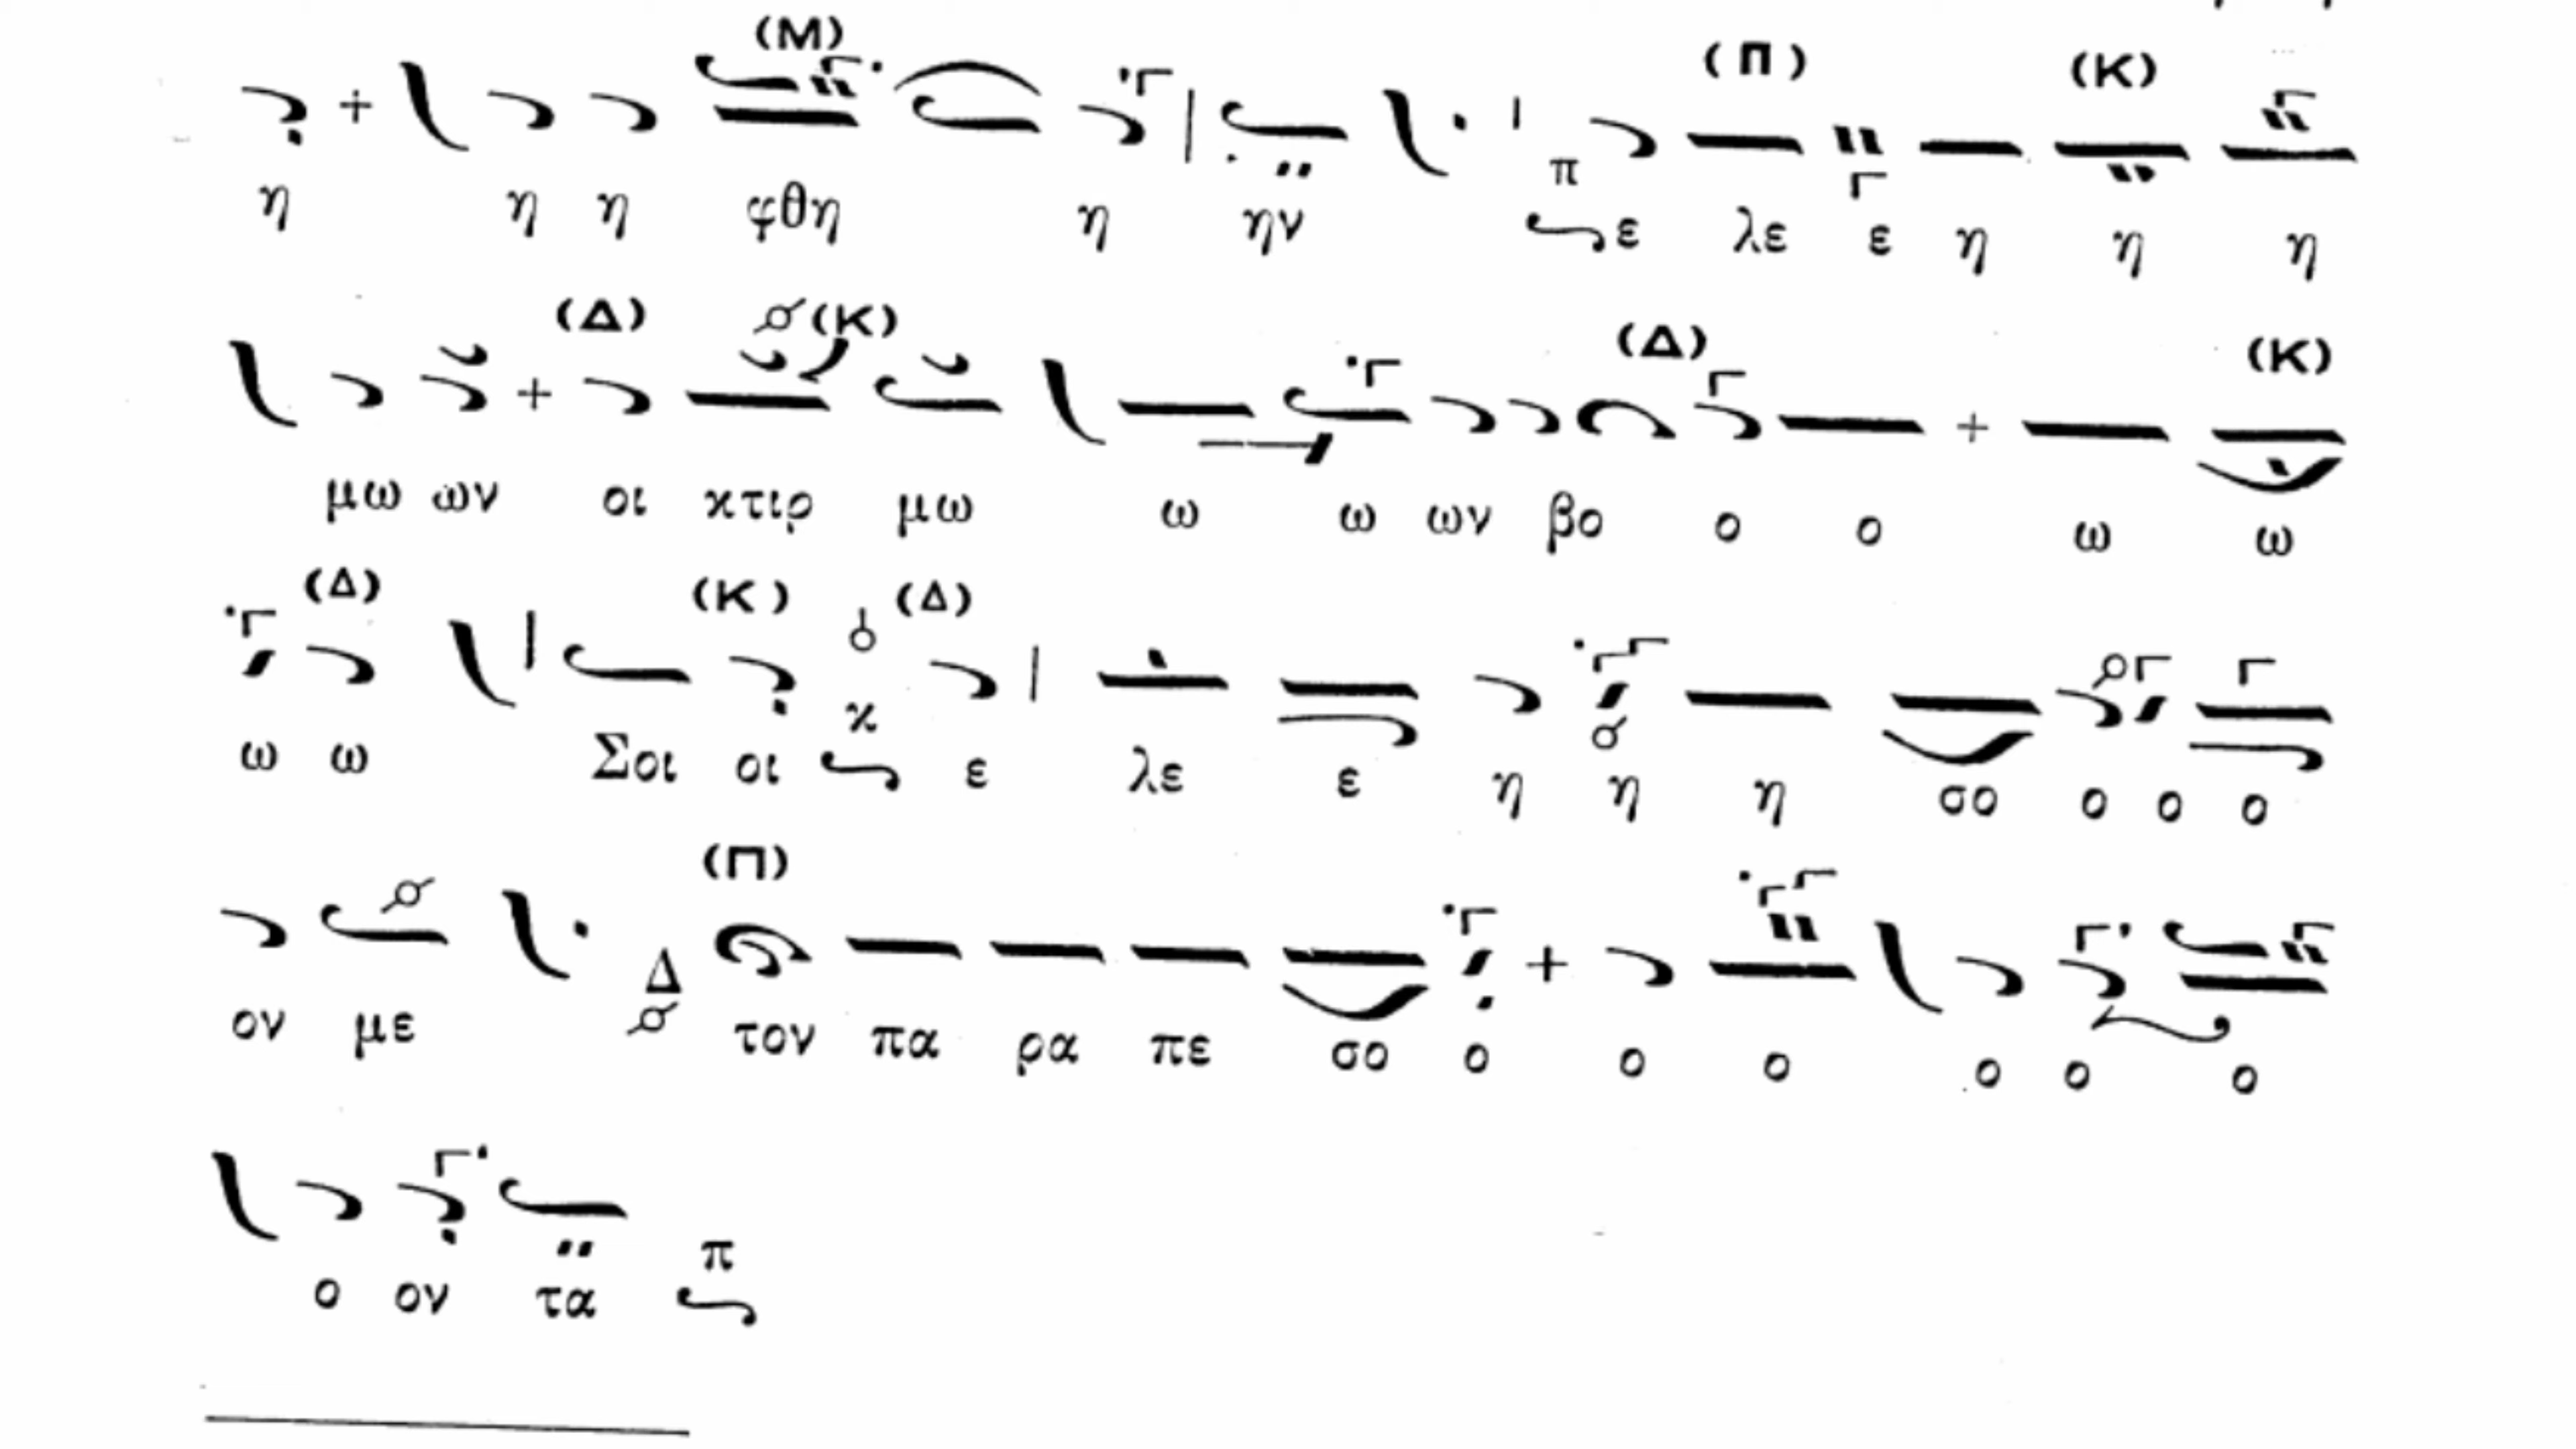 (Μ) (Π) (Κ)
η η η φθη η ην π ε λε ε η η η
(Δ) (Κ) (Δ) (Κ)
μω ων οι κτιρ μω ω ω ων βο ο ο ω ω
(Δ) (Κ) (Δ)
ω ω Σοι οι κ ε λε ε η η η σο ο ο ο
(Π)
ον με Δ τον πα ρα πε σο ο ο ο ο ο ο
ο ον τα π